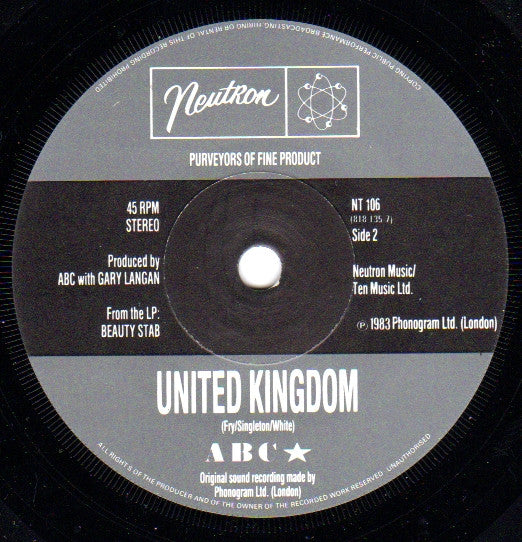 COPYING PUBLIC PERFORMANCE BROADCASTING HIRING OR RENTAL OF THIS RECORDING PROHIBITED
Neutron
PURVEYORS OF FINE PRODUCT
45 RPM
STEREO
Produced by
ABC with GARY LANGAN
From the LP:
BEAUTY STAB
NT 106
(818 135 7)
Side 2
Neutron Music/
Ten Music Ltd.
℗ 1983 Phonogram Ltd. (London)
UNITED KINGDOM
(Fry/Singleton/White)
ABC★
Original sound recording made by
Phonogram Ltd. (London)
ALL RIGHTS OF THE PRODUCER AND OF THE OWNER OF THE RECORDED WORK RESERVED UNAUTHORISED